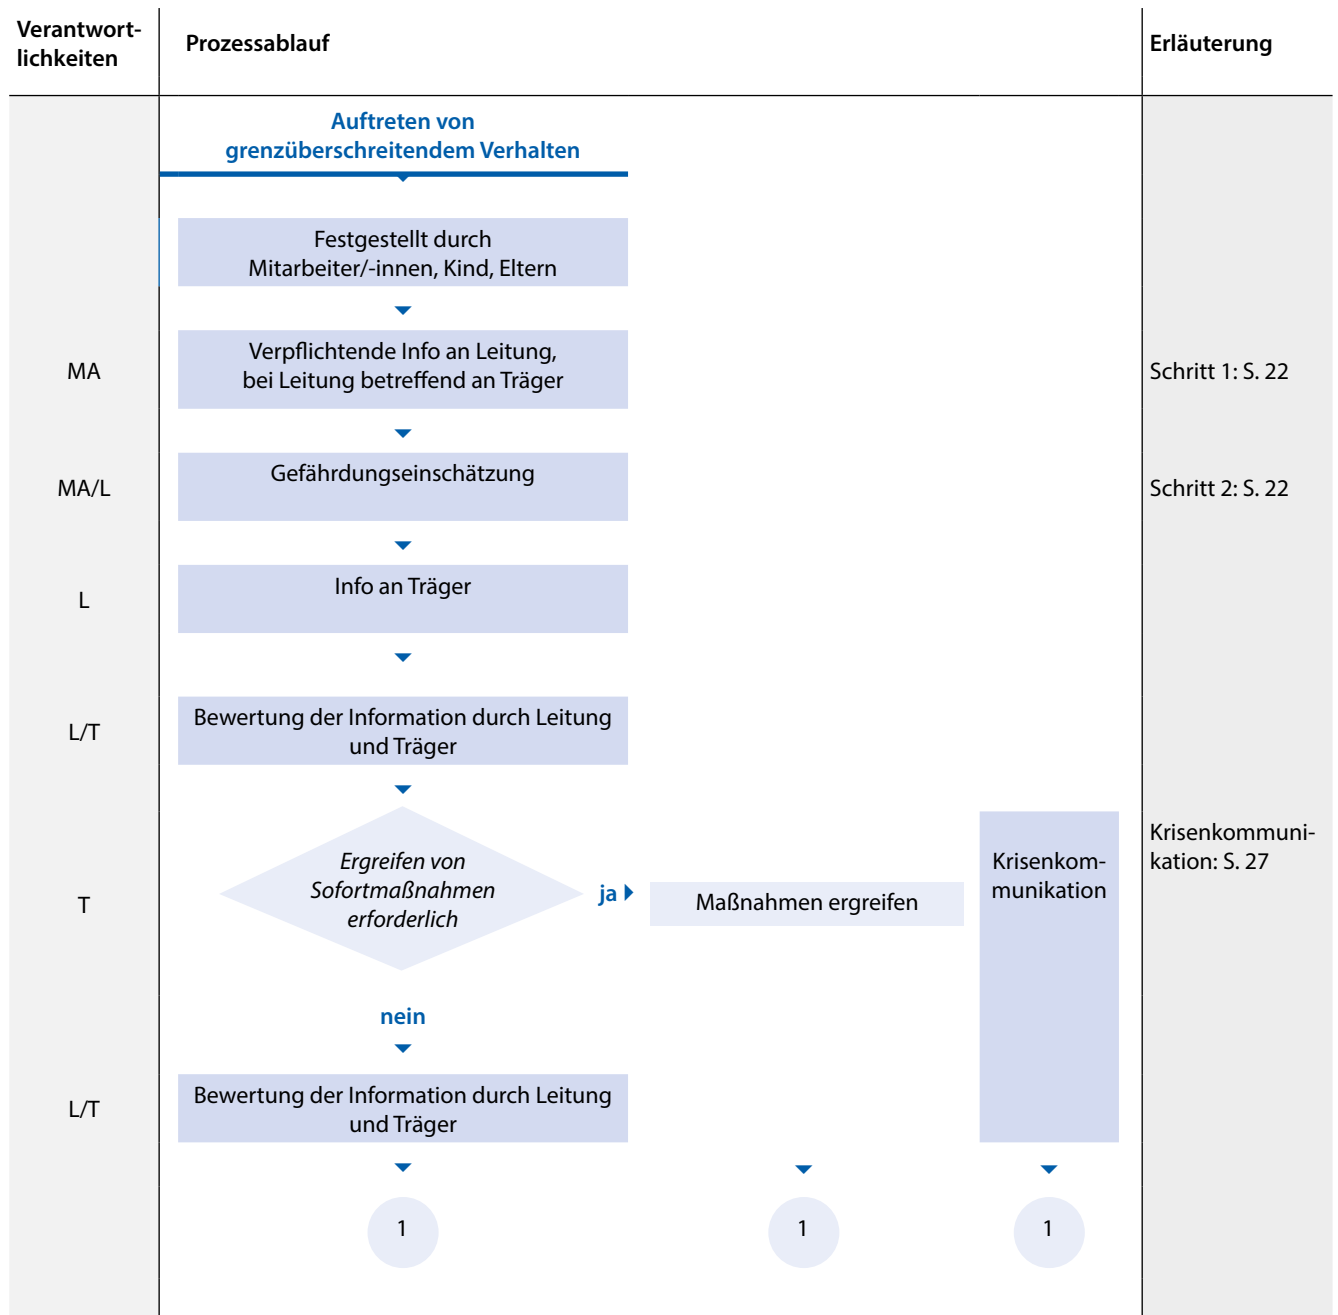 Verantwort-
lichkeiten
Prozessablauf
Erläuterung
Auftreten von
grenzüberschreitendem Verhalten
Festgestellt durch
Mitarbeiter/-innen, Kind, Eltern
MA
Verpflichtende Info an Leitung,
bei Leitung betreffend an Träger
Schritt 1: S. 22
MA/L
Gefährdungseinschätzung
Schritt 2: S. 22
L
Info an Träger
L/T
Bewertung der Information durch Leitung
und Träger
T
Ergreifen von
Sofortmaßnahmen
erforderlich
ja
Maßnahmen ergreifen
Krisenkom-
munikation
Krisenkommuni-
kation: S. 27
nein
L/T
Bewertung der Information durch Leitung
und Träger
1
1
1